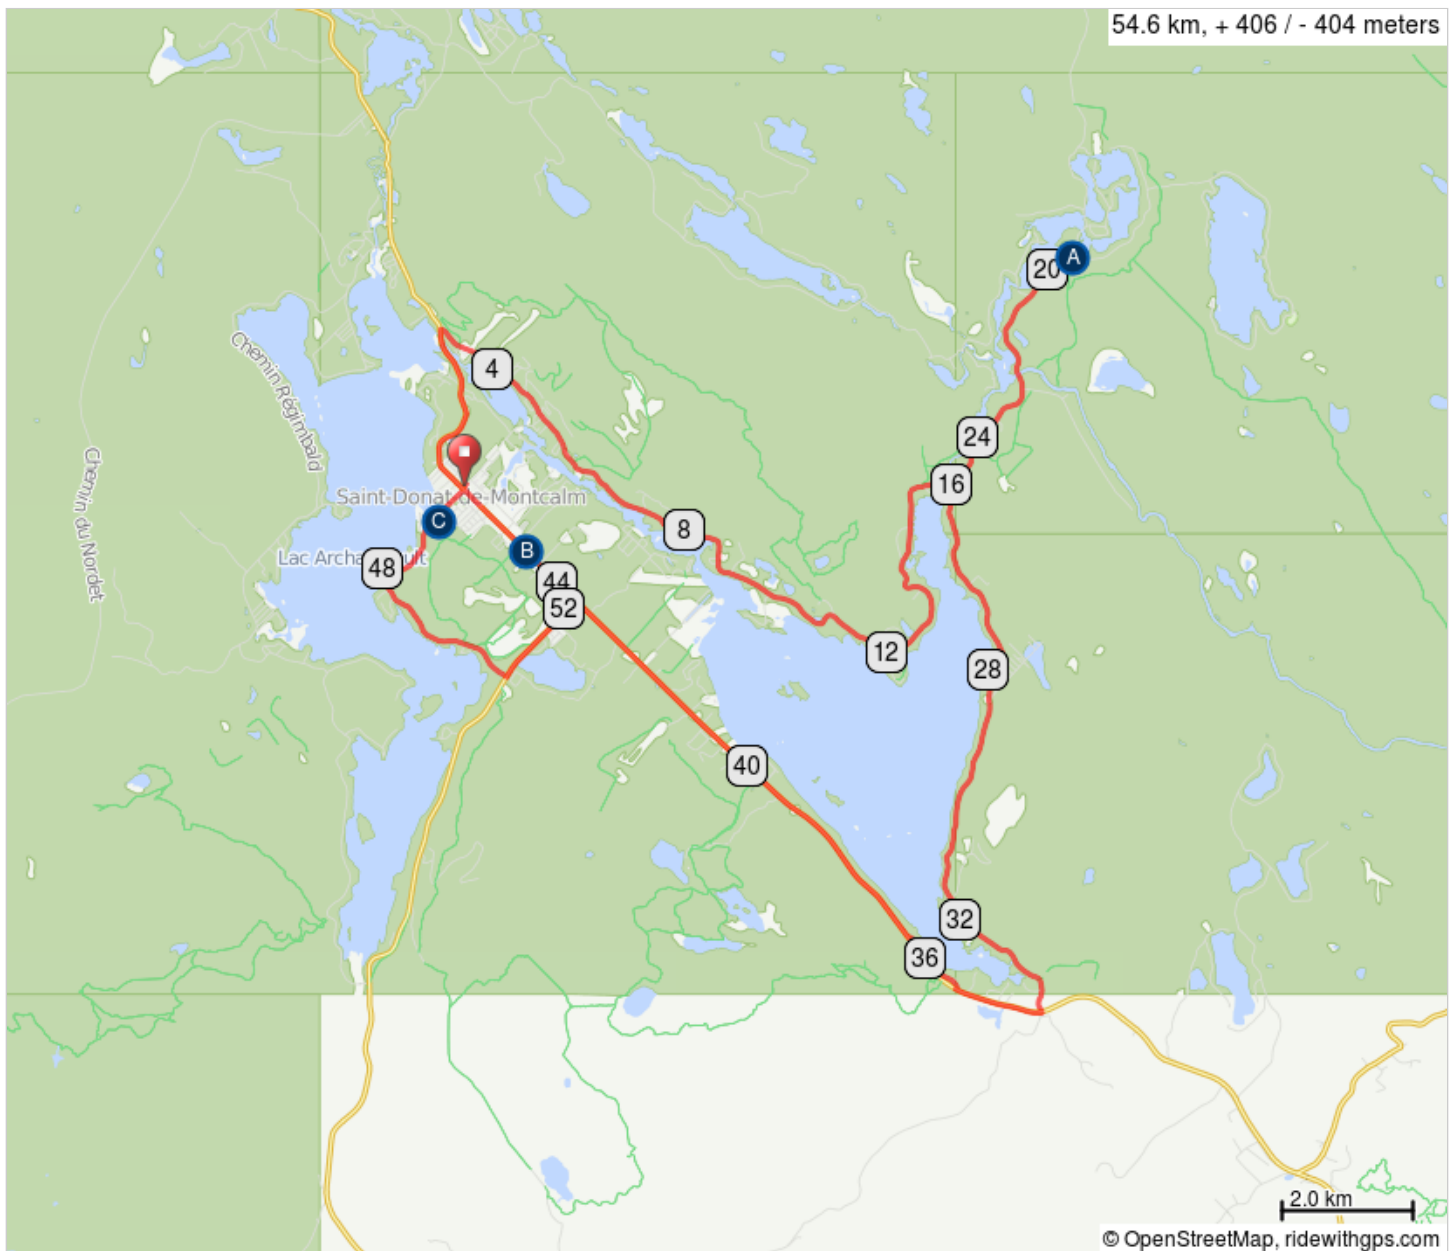 54.6 km, + 406 / - 404 meters
A
20
Chemin Régimbald
4
24
Chemin du Nordet
16
Saint-Donat-de-Montcalm
C
8
B
Lac Archambault
48
44
52
12
28
40
32
36
2.0 km
© OpenStreetMap, ridewithgps.com